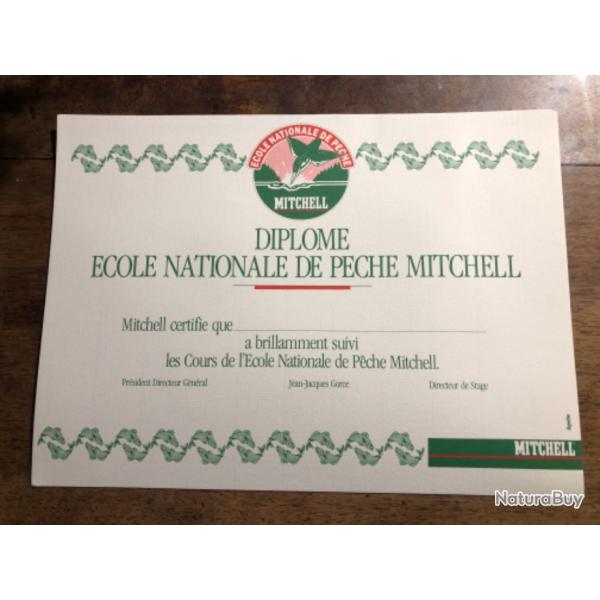 ECOLE NATIONALE DE PECHE
MITCHELL
DIPLOME
ECOLE NATIONALE DE PECHE MITCHELL
Mitchell certifie que
a brillamment suivi
les Cours de l'Ecole Nationale de Pêche Mitchell.
Président Directeur Général Jean-Jacques Gorce Directeur de Stage
MITCHELL
NaturaBuy